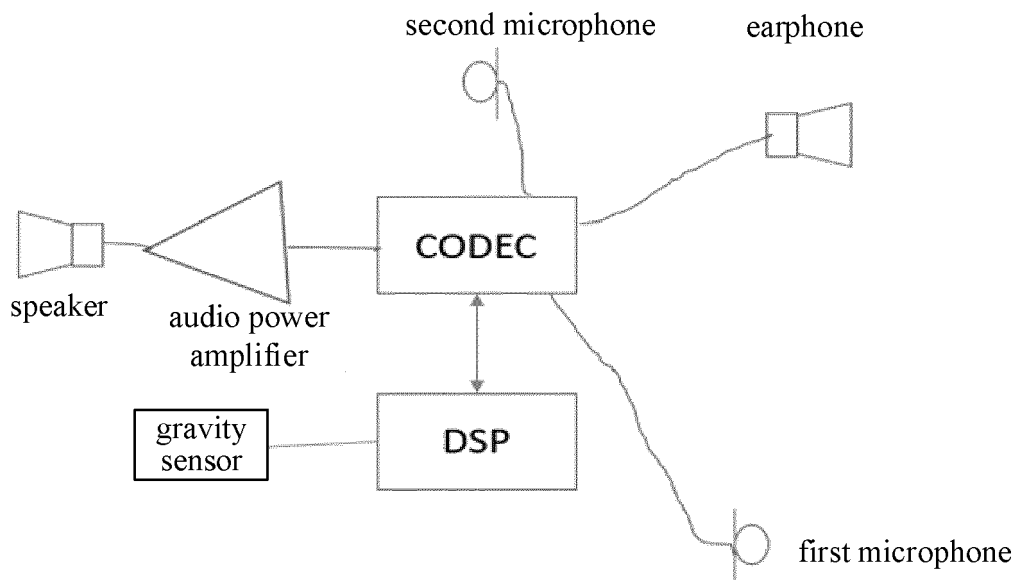 second microphone
earphone
CODEC
speaker
audio power
amplifier
gravity
sensor
DSP
first microphone